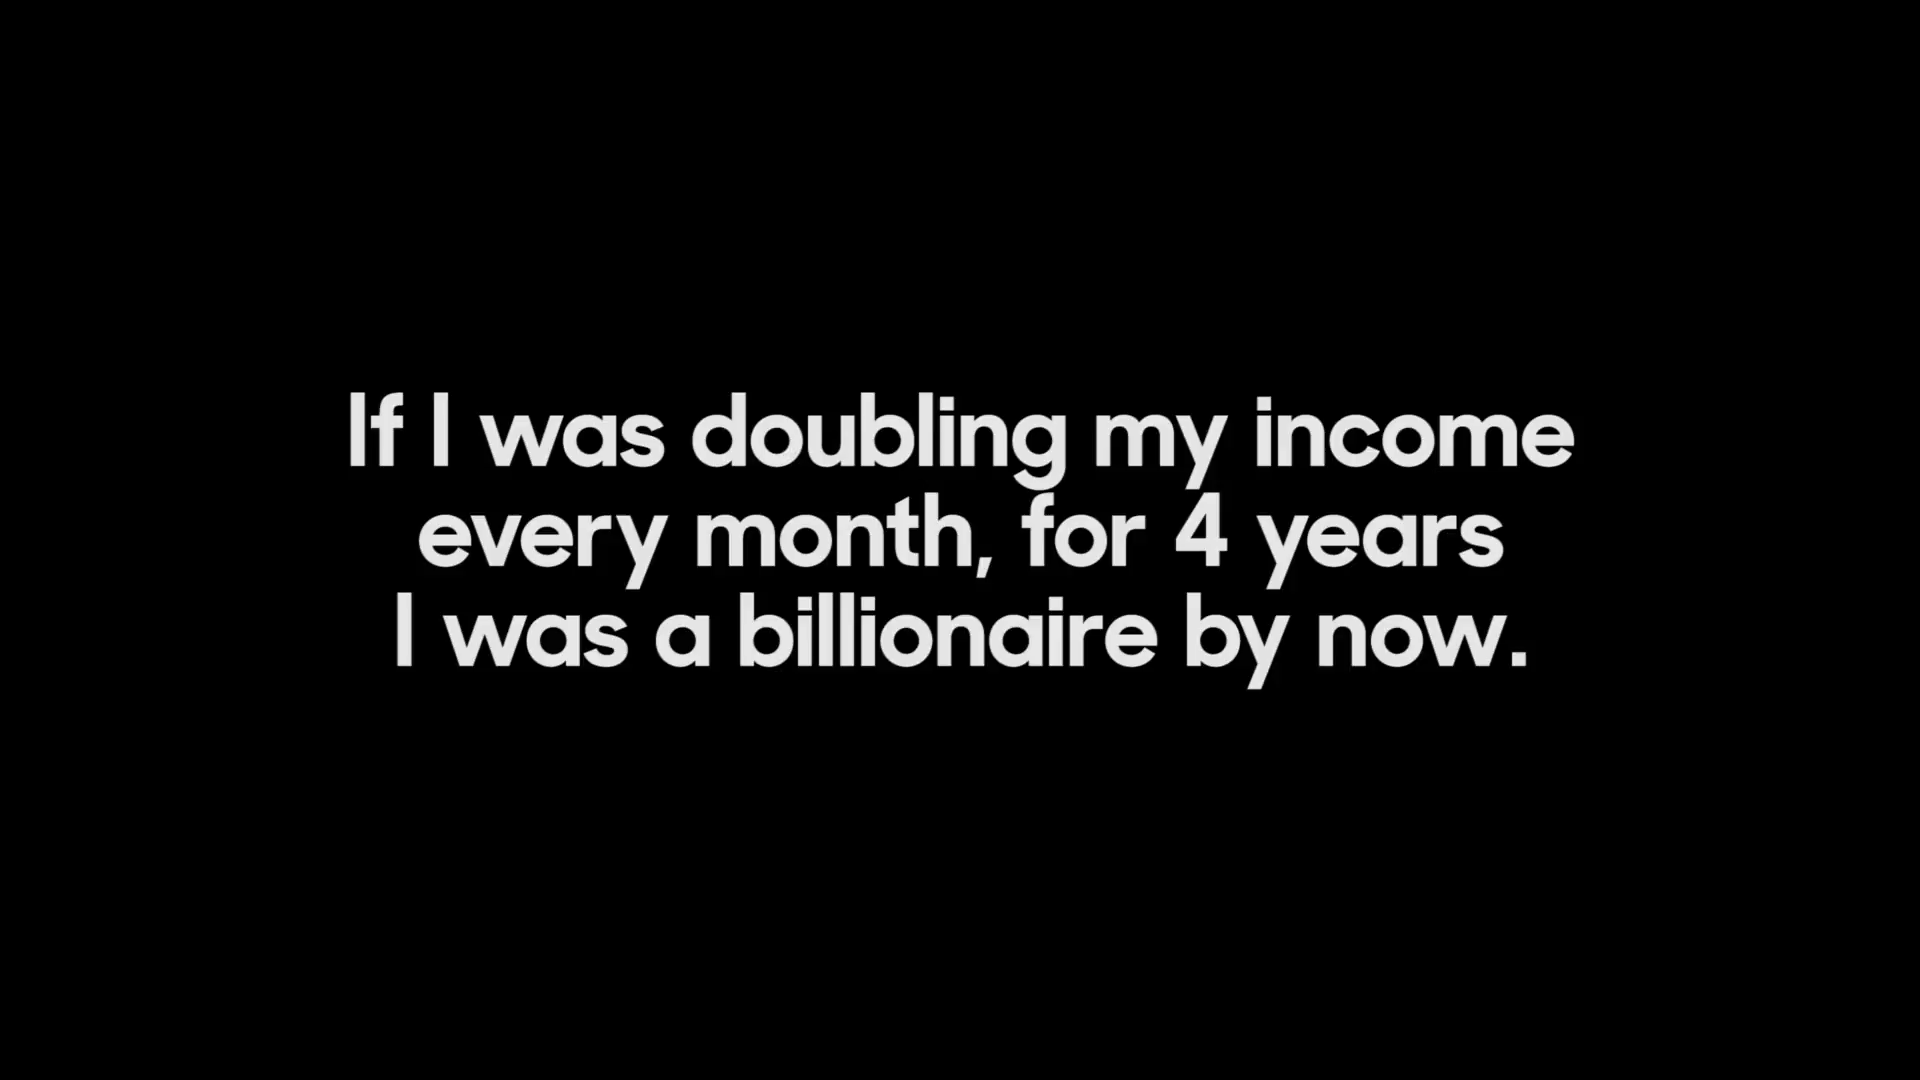 If I was doubling my income
every month, for 4 years
I was a billionaire by now.